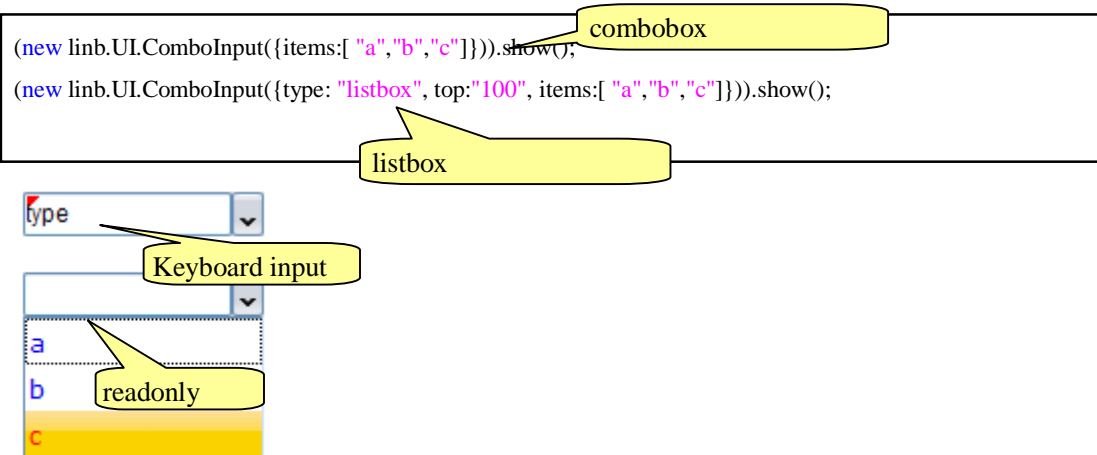 combobox
(new linb.UI.ComboInput({items:[ "a","b","c"]})).show();
(new linb.UI.ComboInput({type: "listbox", top:"100", items:[ "a","b","c"]})).show();
listbox
type
Keyboard input
a
b
readonly
c